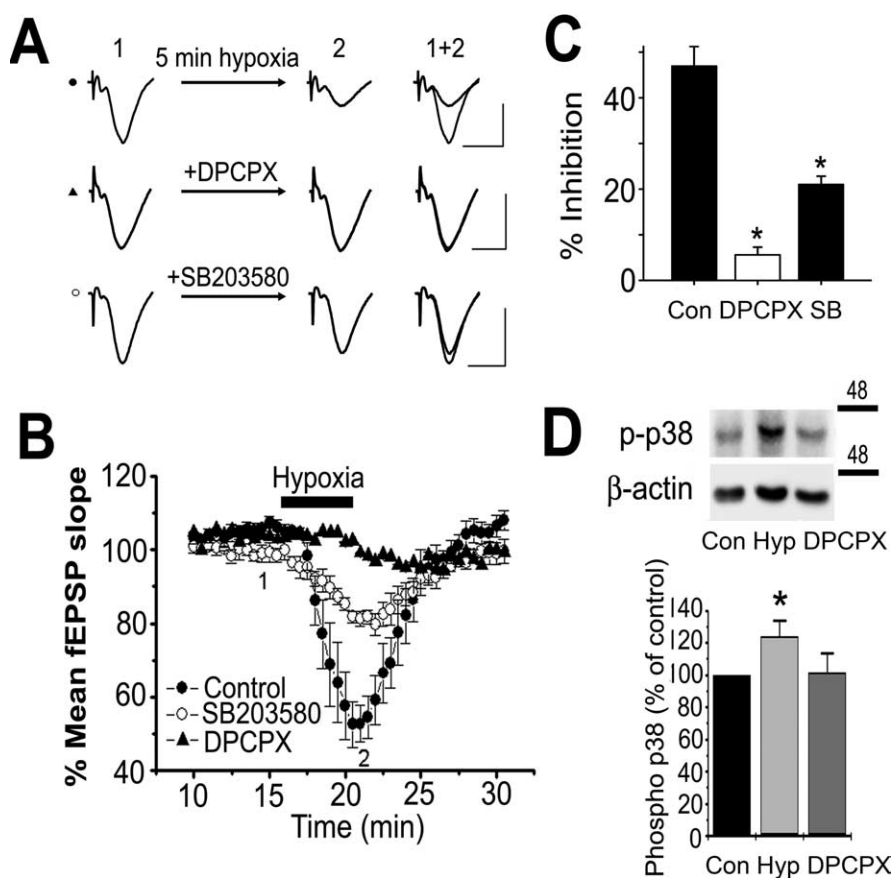 A
1
5 min hypoxia
2
1+2
+DPCPX
+SB203580
B
% Mean fEPSP slope
120
100
80
60
40
Hypoxia
1
2
Control
SB203580
DPCPX
10 15 20 25 30
Time (min)
C
% Inhibition
40
20
0
*
*
Con DPCPX SB
D
48
p-p38
48
β-actin
Con Hyp DPCPX
Phospho p38 (% of control)
140
120
100
80
60
40
20
0
*
Con Hyp DPCPX